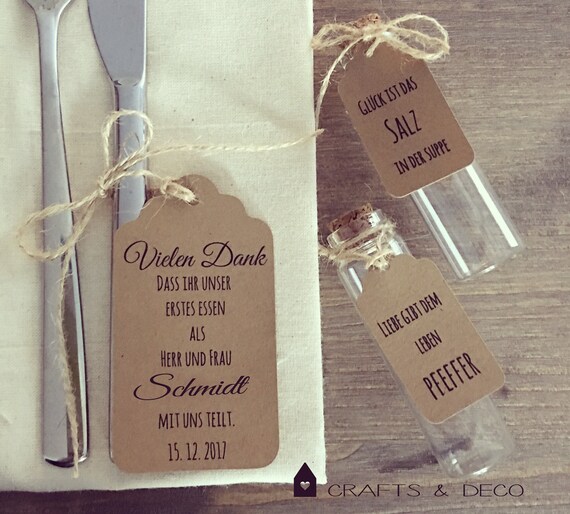 Vielen Dank
DASS IHR UNSER
ERSTES ESSEN
ALS
HERR UND FRAU
Schmidt
MIT UNS TEILT.
15. 12. 2017
GLÜCK IST DAS
SALZ
IN DER SUPPE
LIEBE GIBT DEM
LEBEN
PFEFFER
CRAFTS & DECO